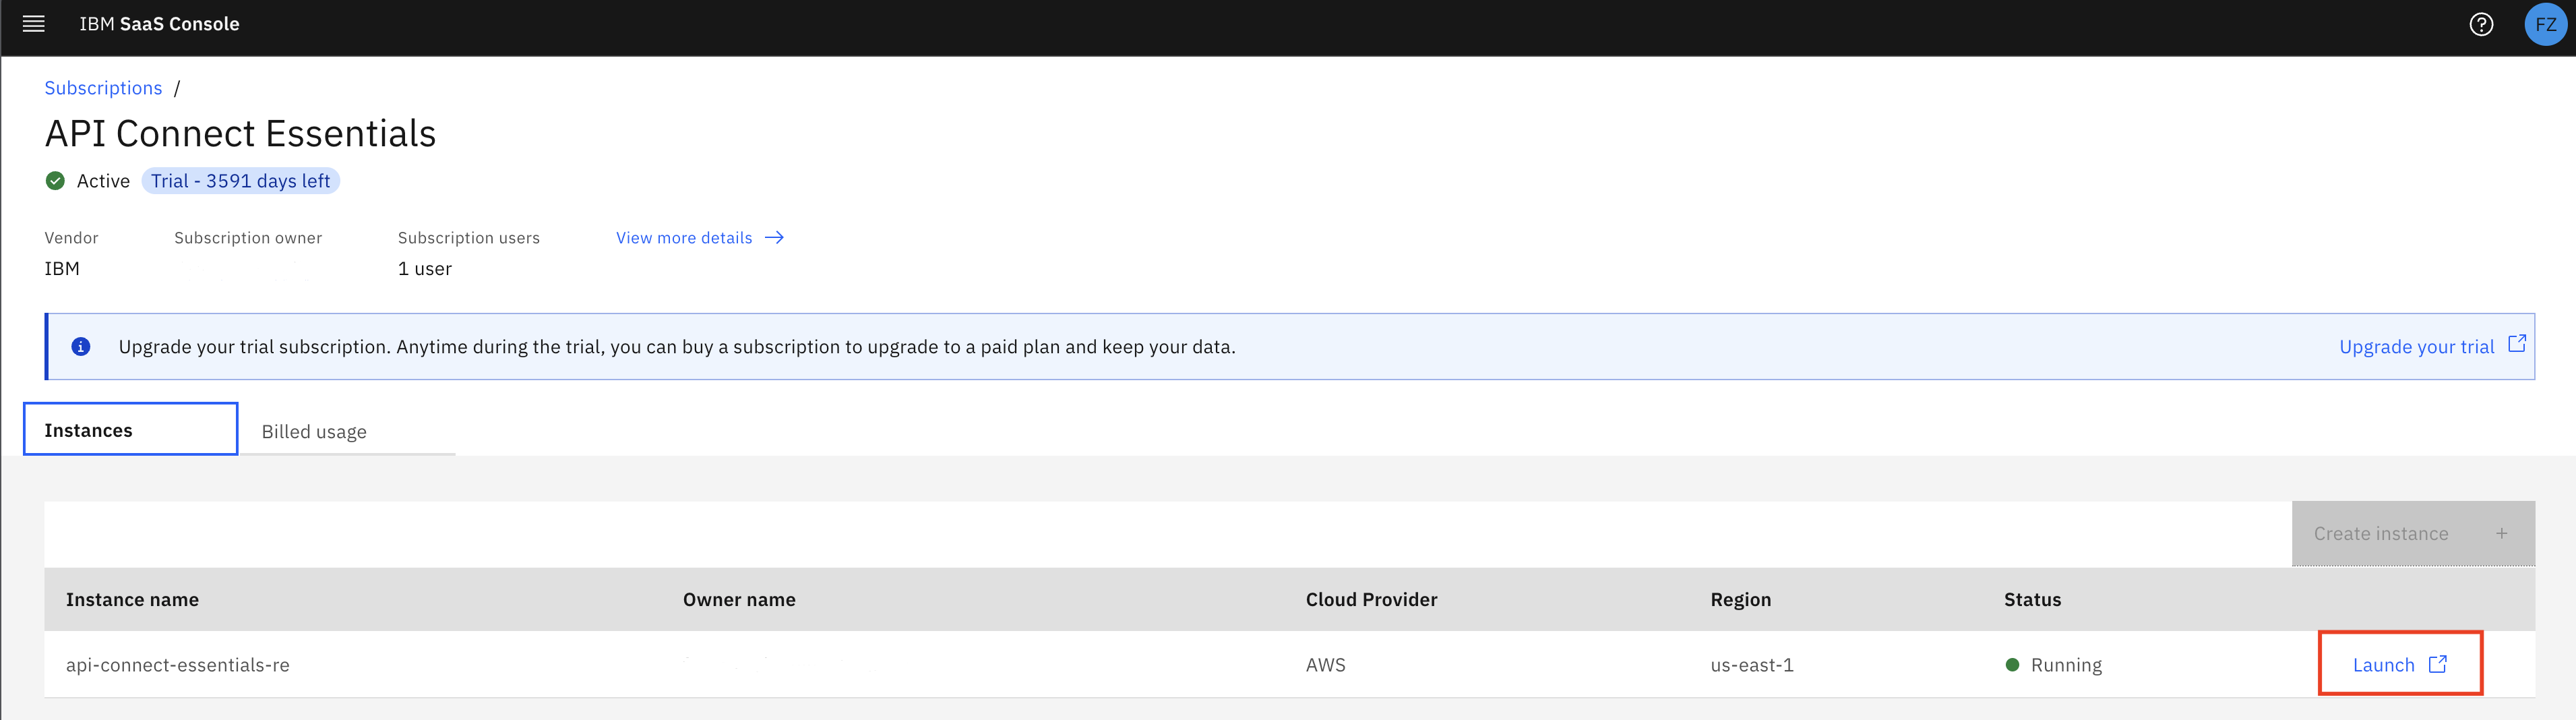 IBM SaaS Console
FZ
Subscriptions /
API Connect Essentials
Active Trial - 3591 days left
Vendor Subscription owner Subscription users View more details
IBM 1 user
Upgrade your trial subscription. Anytime during the trial, you can buy a subscription to upgrade to a paid plan and keep your data. Upgrade your trial
Instances Billed usage
Create instance +
Instance name Owner name Cloud Provider Region Status
api-connect-essentials-re AWS us-east-1 Running Launch